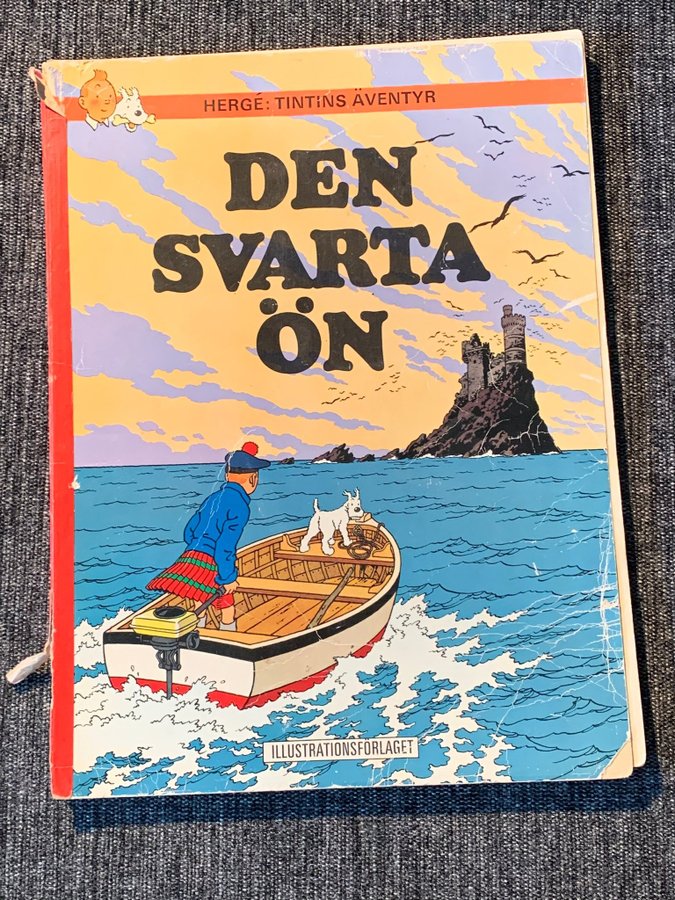 HERGÉ: TINTINS ÄVENTYR
DEN
SVARTA
ÖN
ILLUSTRATIONSFÖRLAGET